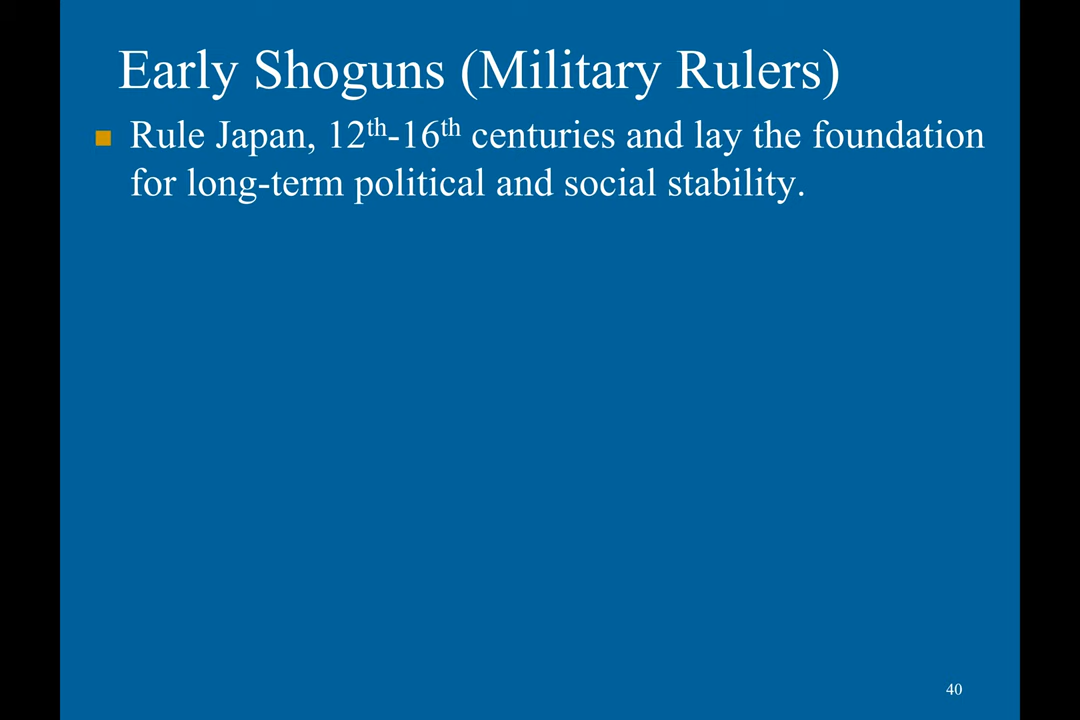 Early Shoguns (Military Rulers)
Rule Japan, 12th-16th centuries and lay the foundation
for long-term political and social stability.
40